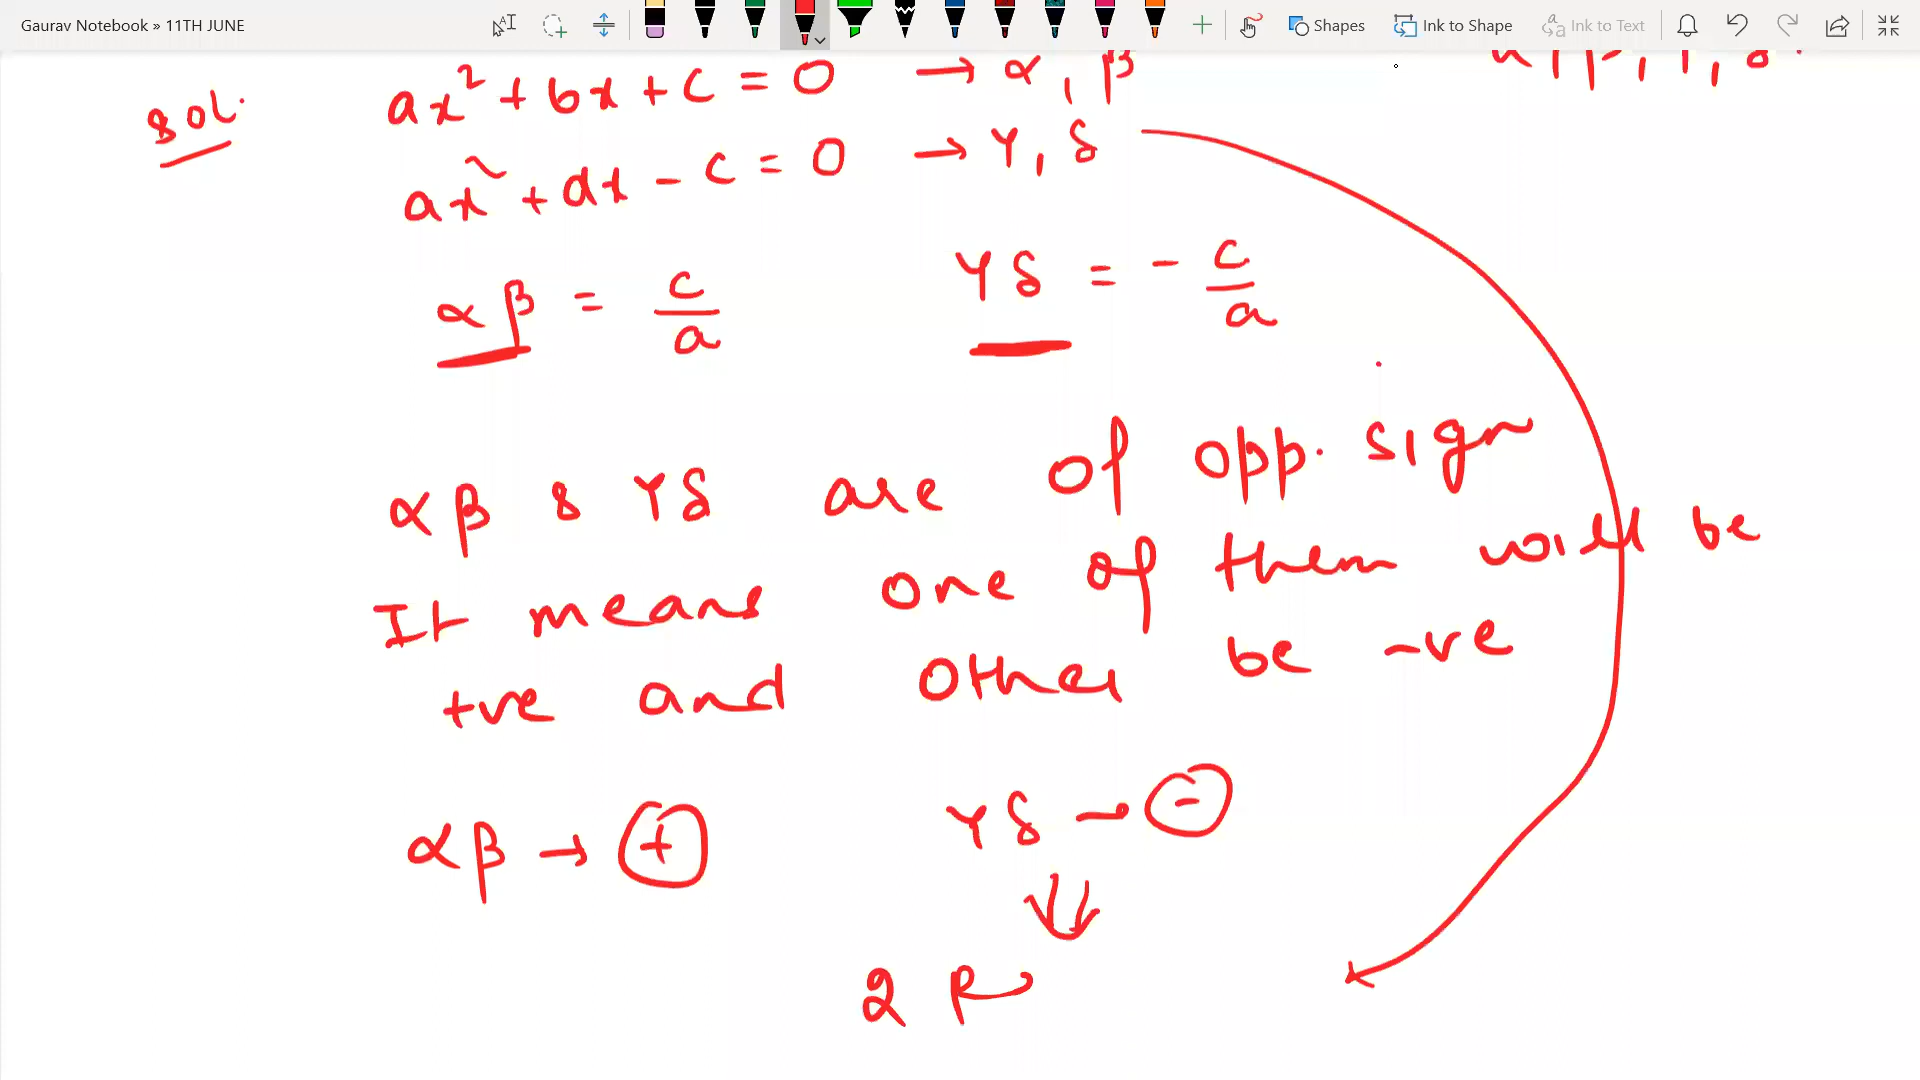 Gaurav Notebook » 11TH JUNE
Shapes
Ink to Shape
Ink to Text
sol.
ax² + bx + c = 0 → α, β
α, β, γ, δ.
ax² + dx - c = 0 → γ, δ
αβ = c/a
γδ = - c/a
αβ & γδ are of opp. sign
It means one of them will be
+ve and other be -ve
αβ → +
γδ → -
2 R